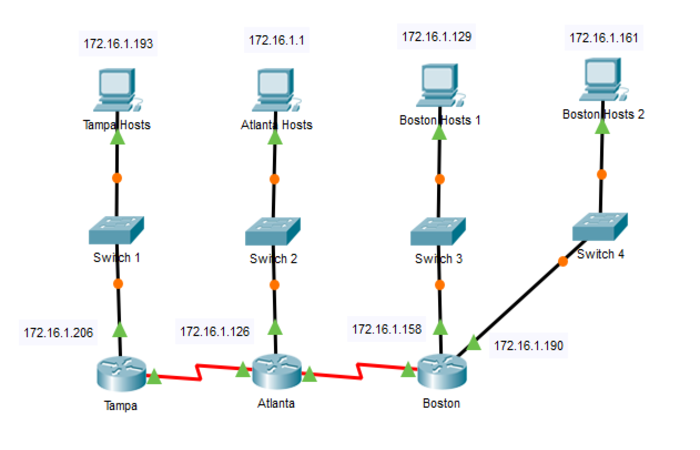 172.16.1.193
172.16.1.1
172.16.1.129
172.16.1.161
Tampa Hosts
Atlanta Hosts
Boston Hosts 1
Boston Hosts 2
Switch 1
Switch 2
Switch 3
Switch 4
172.16.1.206
172.16.1.126
172.16.1.158
172.16.1.190
Tampa
Atlanta
Boston